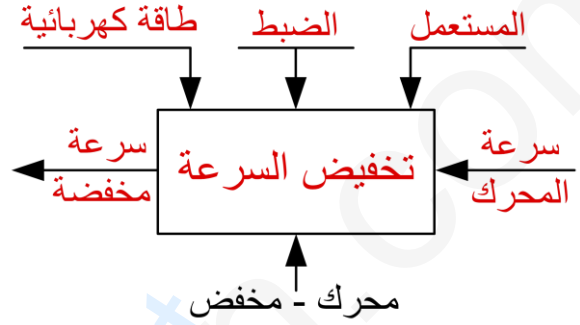 المستعمل
الضبط
طاقة كهربائية
سرعة
المحرك
تخفيض السرعة
سرعة
مخفضة
محرك - مخفض